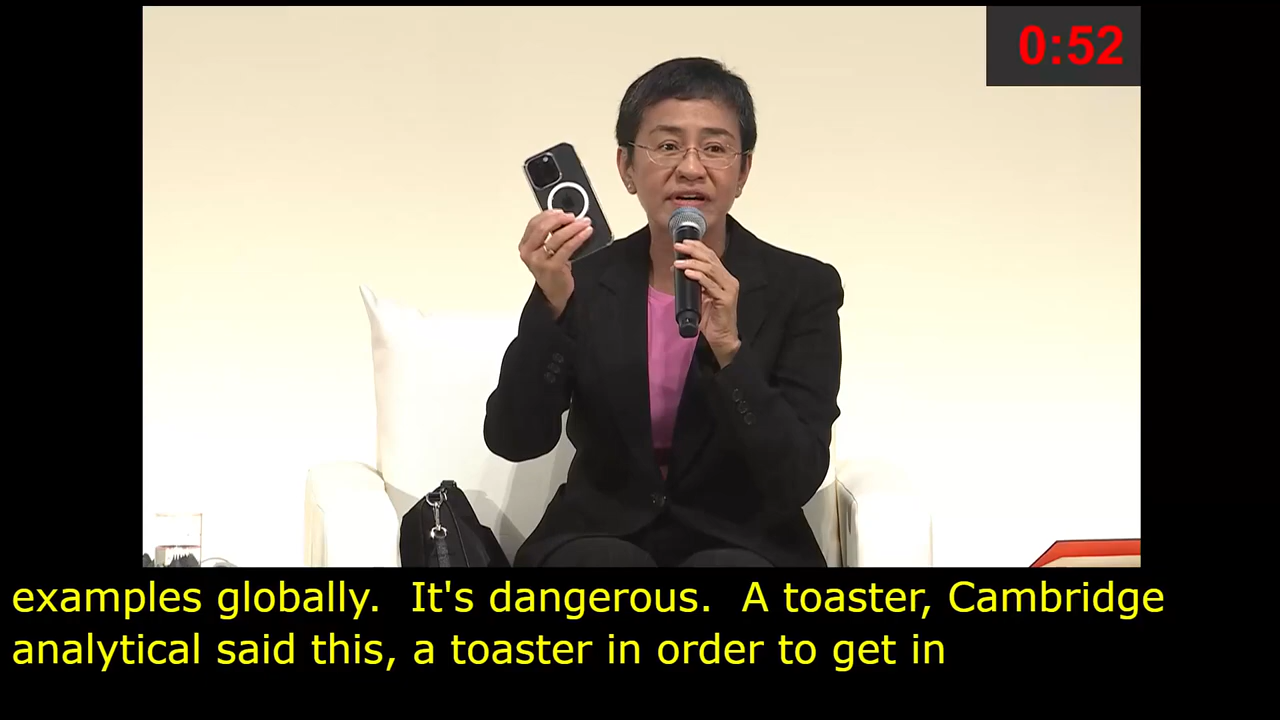 0:52
examples globally.  It's dangerous.  A toaster, Cambridge
analytical said this, a toaster in order to get in